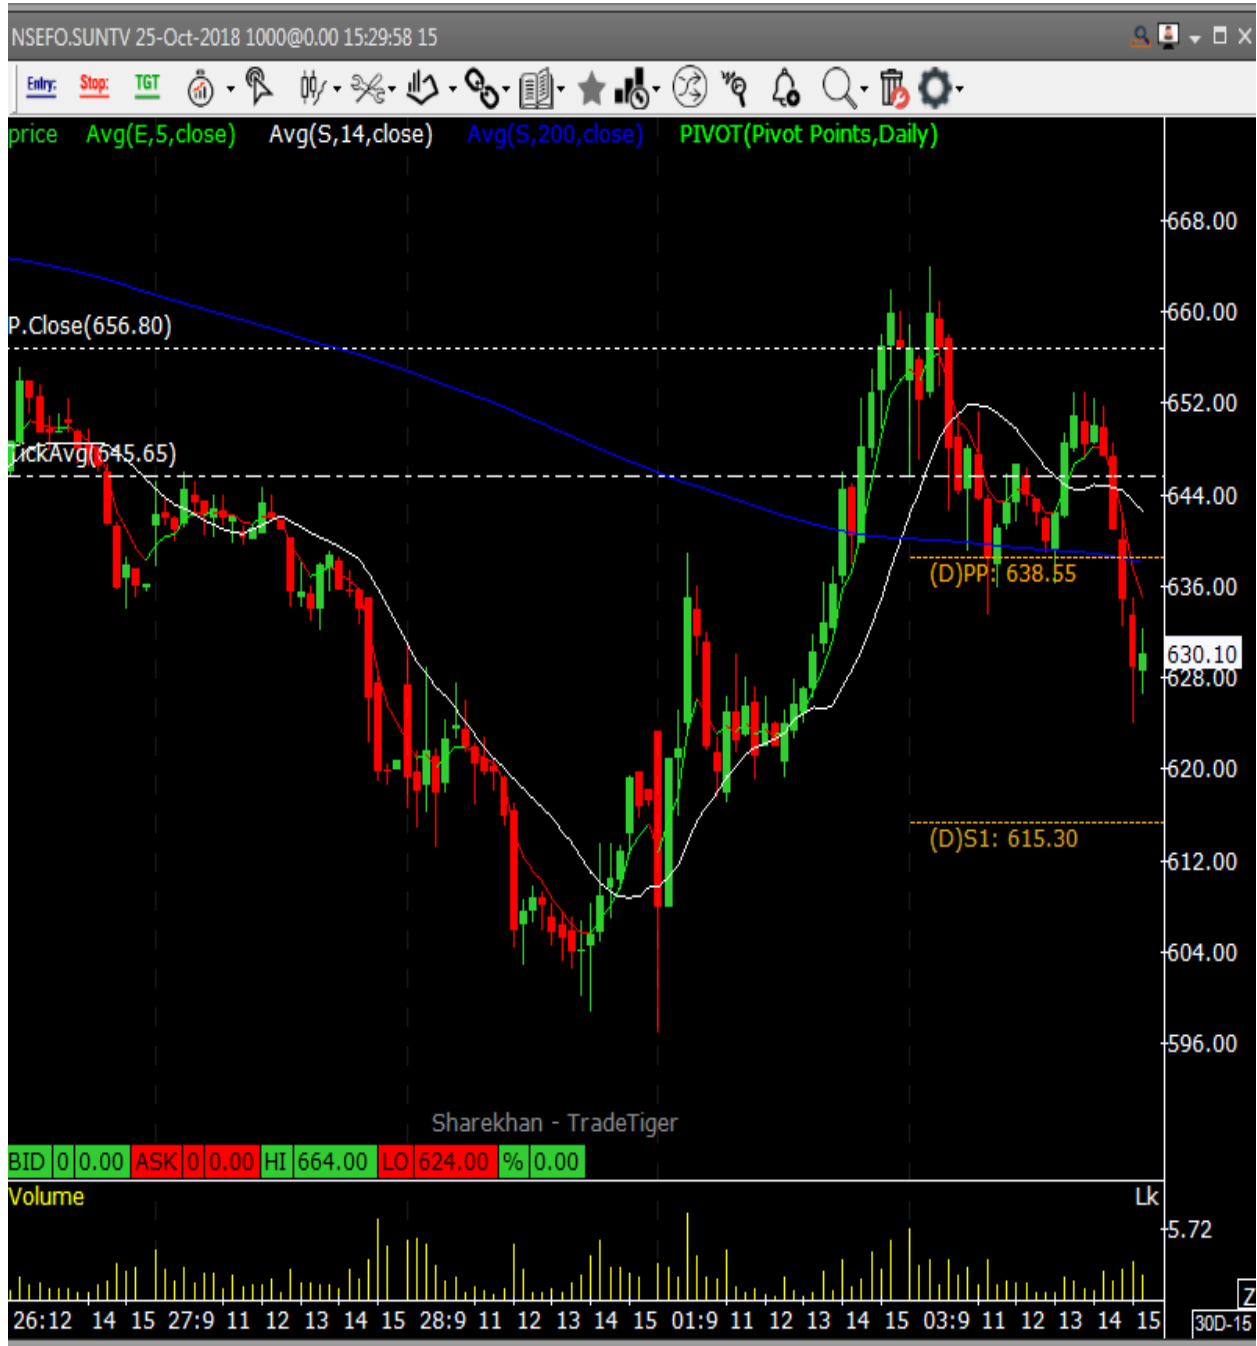 NSEFO.SUNTV 25-Oct-2018 1000@0.00 15:29:58 15
Entry: Stop: TGT
price Avg(E,5,close) Avg(S,14,close) Avg(S,200,close) PIVOT(Pivot Points,Daily)
668.00
660.00
P.Close(656.80)
652.00
TickAvg(645.65)
644.00
(D)PP: 638.55
636.00
630.10
628.00
620.00
(D)S1: 615.30
612.00
604.00
596.00
Sharekhan - TradeTiger
BID 0 0.00 ASK 0 0.00 HI 664.00 LO 624.00 % 0.00
Volume Lk
5.72
Z
26:12 14 15 27:9 11 12 13 14 15 28:9 11 12 13 14 15 01:9 11 12 13 14 15 03:9 11 12 13 14 15 30D-15